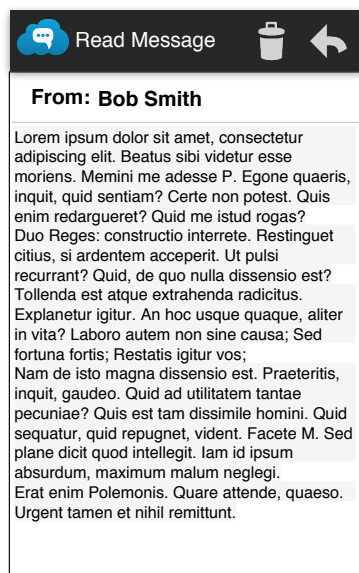 Read Message
From: Bob Smith
Lorem ipsum dolor sit amet, consectetur
adipiscing elit. Beatus sibi videtur esse
moriens. Memini me adesse P. Egone quaeris,
inquit, quid sentiam? Certe non potest. Quis
enim redargueret? Quid me istud rogas?
Duo Reges: constructio interrete. Restinguet
citius, si ardentem acceperit. Ut pulsi
recurrant? Quid, de quo nulla dissensio est?
Tollenda est atque extrahenda radicitus.
Explanetur igitur. An hoc usque quaque, aliter
in vita? Laboro autem non sine causa; Sed
fortuna fortis; Restatis igitur vos;
Nam de isto magna dissensio est. Praeteritis,
inquit, gaudeo. Quid ad utilitatem tantae
pecuniae? Quis est tam dissimile homini. Quid
sequatur, quid repugnet, vident. Facete M. Sed
plane dicit quod intellegit. Iam id ipsum
absurdum, maximum malum neglegi.
Erat enim Polemonis. Quare attende, quaeso.
Urgent tamen et nihil remittunt.